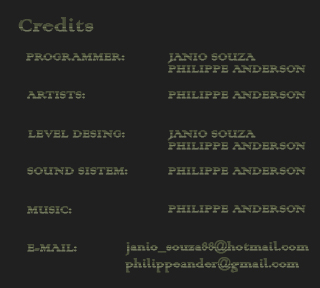 Credits
PROGRAMMER: JANIO SOUZA
PHILIPPE ANDERSON
ARTISTS: PHILIPPE ANDERSON
LEVEL DESING: JANIO SOUZA
PHILIPPE ANDERSON
SOUND SISTEM: PHILIPPE ANDERSON
MUSIC: PHILIPPE ANDERSON
E-MAIL: janio_souza66@hotmail.com
philippeander@gmail.com